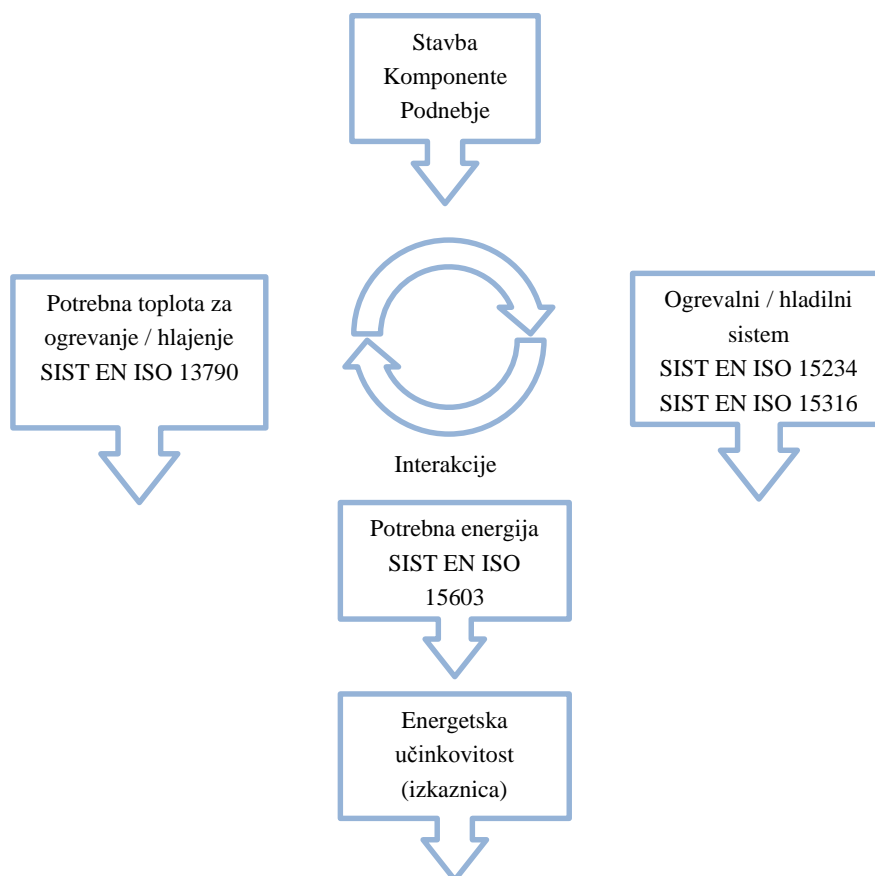 Stavba
Komponente
Podnebje
Potrebna toplota za
ogrevanje / hlajenje
SIST EN ISO 13790
Ogrevalni / hladilni
sistem
SIST EN ISO 15234
SIST EN ISO 15316
Interakcije
Potrebna energija
SIST EN ISO
15603
Energetska
učinkovitost
(izkaznica)